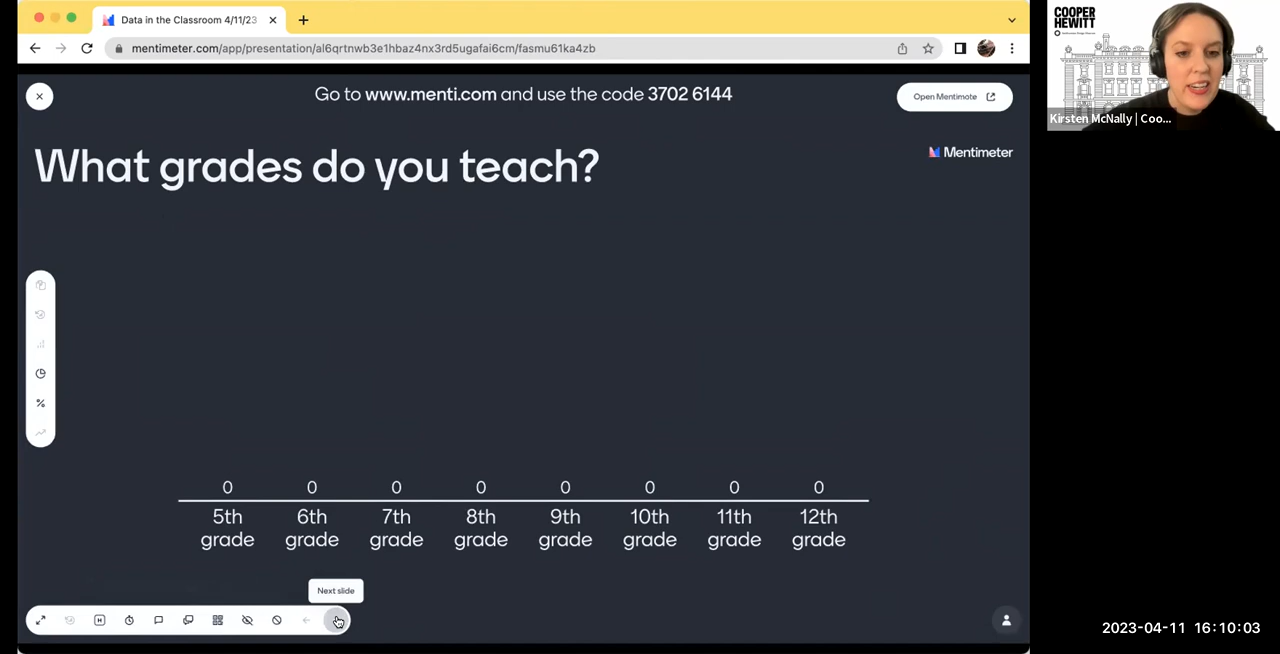 Data in the Classroom 4/11/23
mentimeter.com/app/presentation/al6qrtnwb3e1hbaz4nx3rd5ugafai6cm/fasmu61ka4zb
Go to www.menti.com and use the code 3702 6144
Open Mentimote
Mentimeter
What grades do you teach?
0 0 0 0 0 0 0 0
5th grade
6th grade
7th grade
8th grade
9th grade
10th grade
11th grade
12th grade
Next slide
COOPER
HEWITT
Kirsten McNally | Coo...
2023-04-11 16:10:03